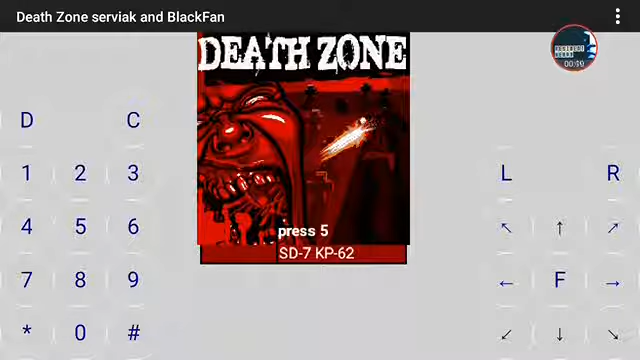 Death Zone serviak and BlackFan
00:10
DEATH ZONE
press 5
SD-7 KP-62
D C
1 2 3
4 5 6
7 8 9
* 0 #
L R
↖ ↑ ↗
← F →
↙ ↓ ↘